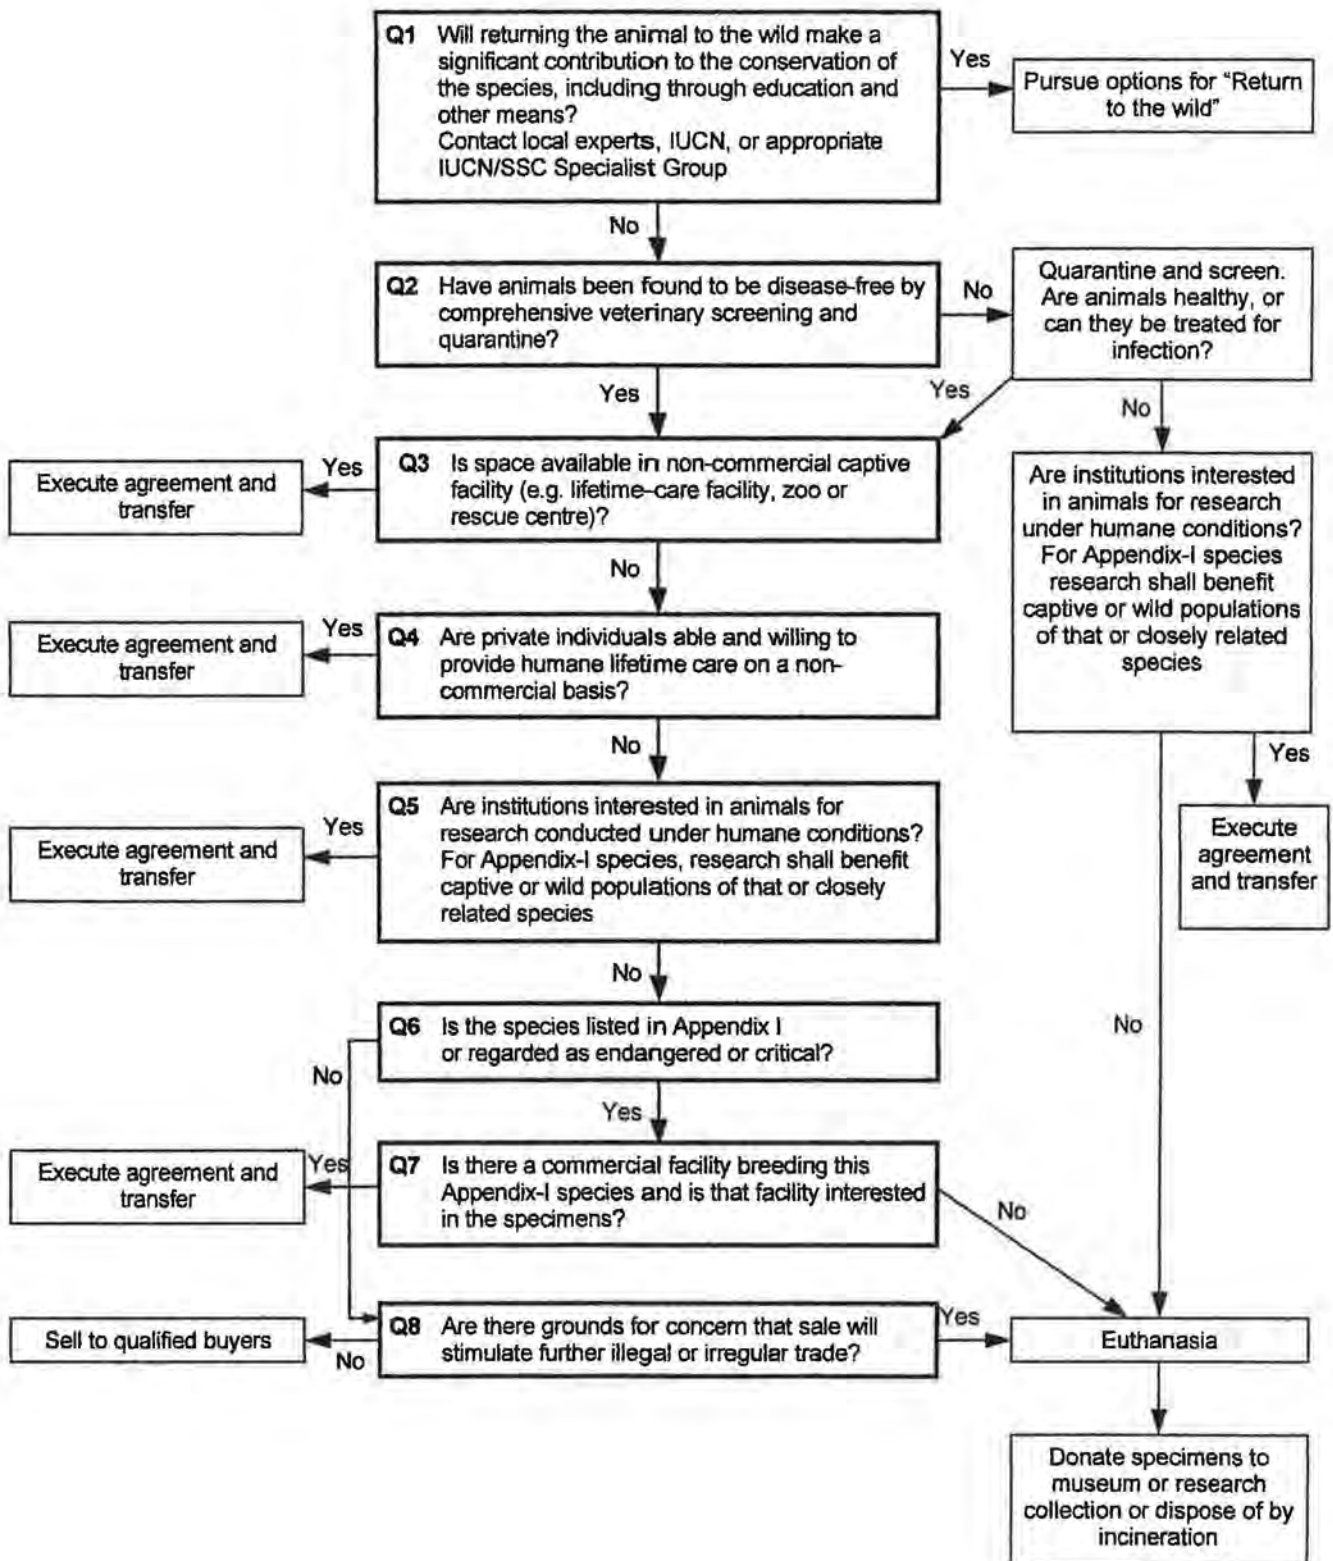 Q1 Will returning the animal to the wild make a
significant contribution to the conservation of
the species, including through education and
other means?
Contact local experts, IUCN, or appropriate
IUCN/SSC Specialist Group
Yes
Pursue options for “Return
to the wild”
No
Q2 Have animals been found to be disease-free by
comprehensive veterinary screening and
quarantine?
No
Quarantine and screen.
Are animals healthy, or
can they be treated for
infection?
Yes
Yes
No
Q3 Is space available in non-commercial captive
facility (e.g. lifetime-care facility, zoo or
rescue centre)?
Yes
Execute agreement and
transfer
Are institutions interested
in animals for research
under humane conditions?
For Appendix-I species
research shall benefit
captive or wild populations
of that or closely related
species
No
Q4 Are private individuals able and willing to
provide humane lifetime care on a non-
commercial basis?
Yes
Execute agreement and
transfer
No
Yes
Execute
agreement
and transfer
Q5 Are institutions interested in animals for
research conducted under humane conditions?
For Appendix-I species, research shall benefit
captive or wild populations of that or closely
related species
Yes
Execute agreement and
transfer
No
No
Q6 Is the species listed in Appendix I
or regarded as endangered or critical?
No
Yes
Q7 Is there a commercial facility breeding this
Appendix-I species and is that facility interested
in the specimens?
Yes
Execute agreement and
transfer
No
Q8 Are there grounds for concern that sale will
stimulate further illegal or irregular trade?
No
Sell to qualified buyers
Yes
Euthanasia
Donate specimens to
museum or research
collection or dispose of by
incineration